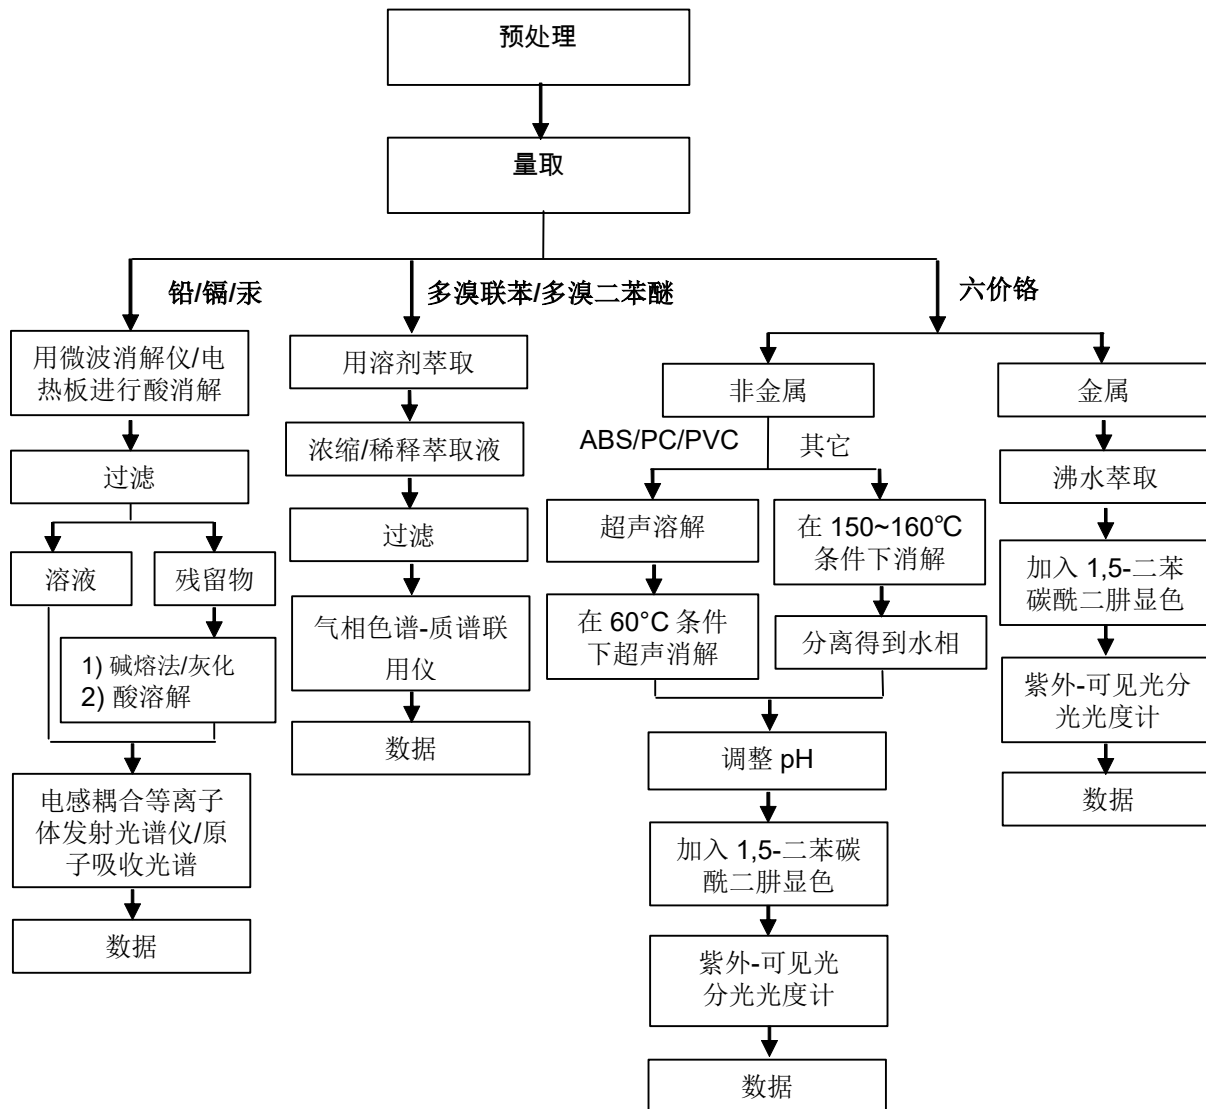 预处理
量取
铅/镉/汞
多溴联苯/多溴二苯醚
六价铬
用微波消解仪/电
热板进行酸消解
过滤
溶液
残留物
1) 碱熔法/灰化
2) 酸溶解
电感耦合等离子
体发射光谱仪/原
子吸收光谱
数据
用溶剂萃取
浓缩/稀释萃取液
过滤
气相色谱-质谱联
用仪
数据
非金属
ABS/PC/PVC
其它
超声溶解
在 60°C 条件
下超声消解
在 150~160℃
条件下消解
分离得到水相
调整 pH
加入 1,5-二苯碳
酰二肼显色
紫外-可见光
分光光度计
数据
金属
沸水萃取
加入 1,5-二苯
碳酰二肼显色
紫外-可见光分
光光度计
数据